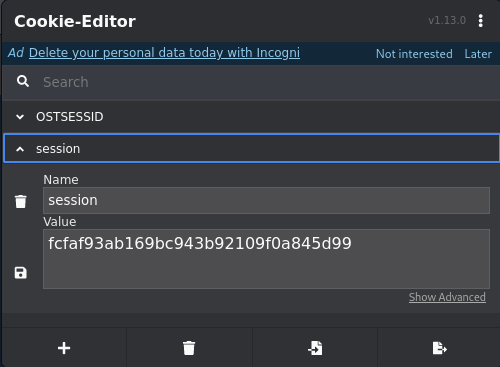 Cookie-Editor
v1.13.0
Ad Delete your personal data today with Incogni Not interested Later
Search
OSTSESSID
session
Name
session
Value
fcfaf93ab169bc943b92109f0a845d99
Show Advanced